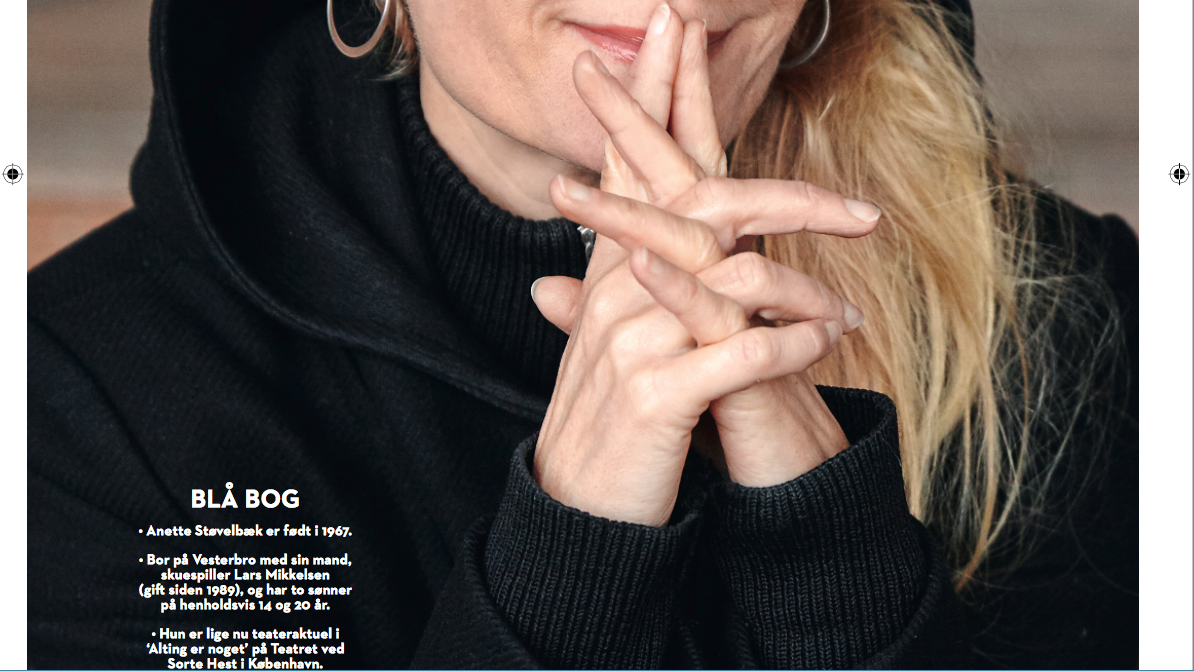 BLÅ BOG
• Anette Støvelbæk er født i 1967.
• Bor på Vesterbro med sin mand,
skuespiller Lars Mikkelsen
(gift siden 1989), og har to sønner
på henholdsvis 14 og 20 år.
• Hun er lige nu teateraktuel i
‘Alting er noget’ på Teatret ved
Sorte Hest i København.